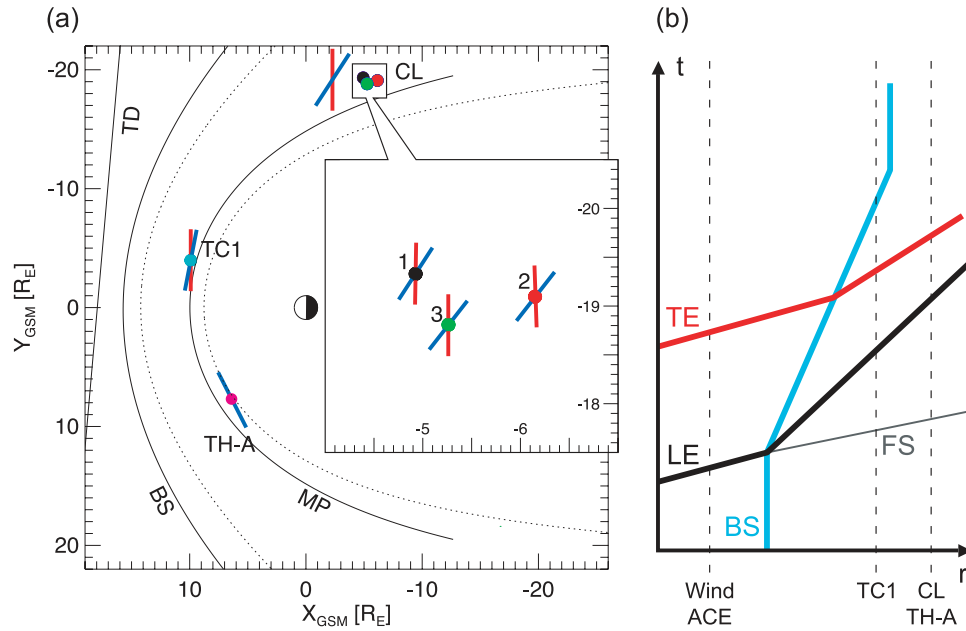 (a)
(b)
-20
-10
0
10
20
Y_GSM [R_E]
10
0
-10
-20
X_GSM [R_E]
TD
BS
MP
CL
TC1
TH-A
1
2
3
-20
-19
-18
-5
-6
t
TE
LE
FS
BS
r
Wind
ACE
TC1
CL
TH-A